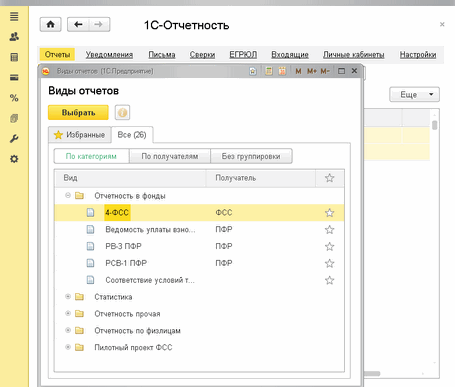 1С-Отчетность
Отчеты Уведомления Письма Сверки ЕГРЮЛ Входящие Личные кабинеты Настройки
Виды отчетов (1С:Предприятие)
M M+ M-
Виды отчетов
Еще
Выбрать
Избранные Все (26)
По категориям По получателям Без группировки
Вид Получатель
Отчетность в фонды
4-ФСС ФСС
Ведомость уплаты взно... ПФР
РВ-3 ПФР ПФР
РСВ-1 ПФР ПФР
Соответствие условий т...
Статистика
Отчетность прочая
Отчетность по физлицам
Пилотный проект ФСС